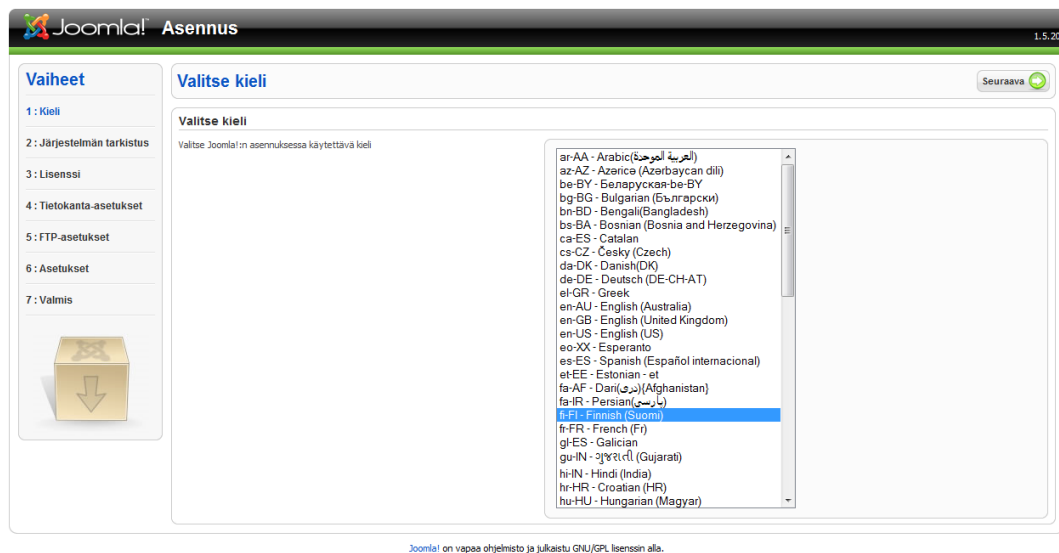 Joomla! Asennus
1.5.20
Vaiheet
1 : Kieli
2 : Järjestelmän tarkistus
3 : Lisenssi
4 : Tietokanta-asetukset
5 : FTP-asetukset
6 : Asetukset
7 : Valmis
Valitse kieli
Seuraava
Valitse kieli
Valitse Joomla!:n asennuksessa käytettävä kieli
ar-AA - Arabic(العربية الموحدة)
az-AZ - Azəricə (Azərbaycan dili)
be-BY - Беларуская-be-BY
bg-BG - Bulgarian (Български)
bn-BD - Bengali(Bangladesh)
bs-BA - Bosnian (Bosnia and Herzegovina)
ca-ES - Catalan
cs-CZ - Česky (Czech)
da-DK - Danish(DK)
de-DE - Deutsch (DE-CH-AT)
el-GR - Greek
en-AU - English (Australia)
en-GB - English (United Kingdom)
en-US - English (US)
eo-XX - Esperanto
es-ES - Spanish (Español internacional)
et-EE - Estonian - et
fa-AF - Dari(دری){Afghanistan}
fa-IR - Persian(پارسی)
fi-FI - Finnish (Suomi)
fr-FR - French (Fr)
gl-ES - Galician
gu-IN - ગુજરાતી (Gujarati)
hi-IN - Hindi (India)
hr-HR - Croatian (HR)
hu-HU - Hungarian (Magyar)
Joomla! on vapaa ohjelmisto ja julkaistu GNU/GPL lisenssin alla.